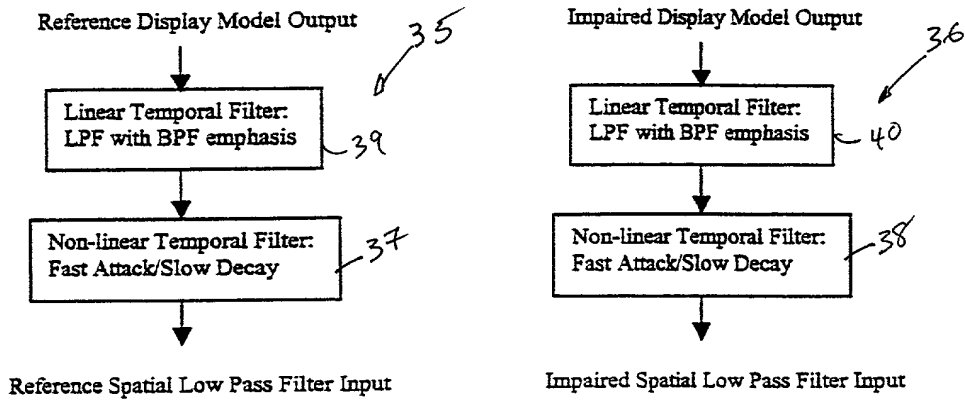 Reference Display Model Output
35
Linear Temporal Filter:
LPF with BPF emphasis
39
Non-linear Temporal Filter:
Fast Attack/Slow Decay
37
Reference Spatial Low Pass Filter Input
Impaired Display Model Output
36
Linear Temporal Filter:
LPF with BPF emphasis
40
Non-linear Temporal Filter:
Fast Attack/Slow Decay
38
Impaired Spatial Low Pass Filter Input